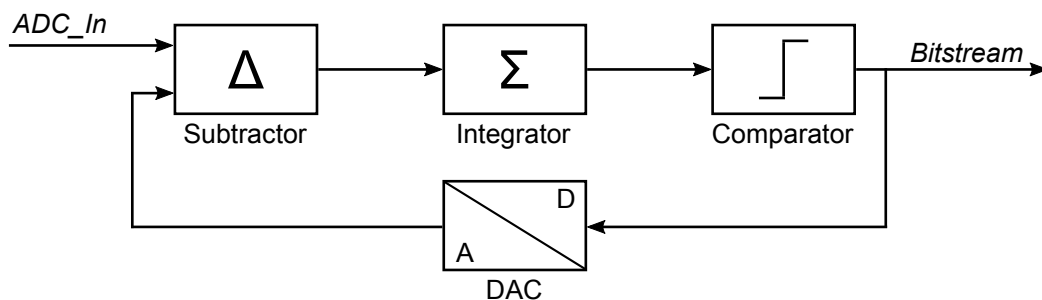 ADC_In
Δ
Σ
Bitstream
Subtractor
Integrator
Comparator
D
A
DAC